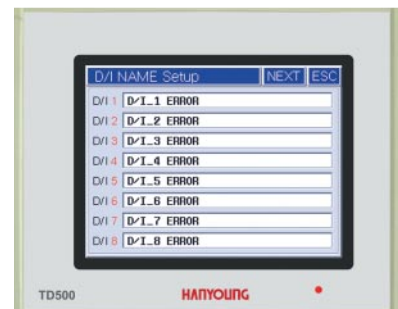 D/I NAME Setup NEXT ESC
D/I 1 D/I_1 ERROR
D/I 2 D/I_2 ERROR
D/I 3 D/I_3 ERROR
D/I 4 D/I_4 ERROR
D/I 5 D/I_5 ERROR
D/I 6 D/I_6 ERROR
D/I 7 D/I_7 ERROR
D/I 8 D/I_8 ERROR
TD500 HANYOUNG